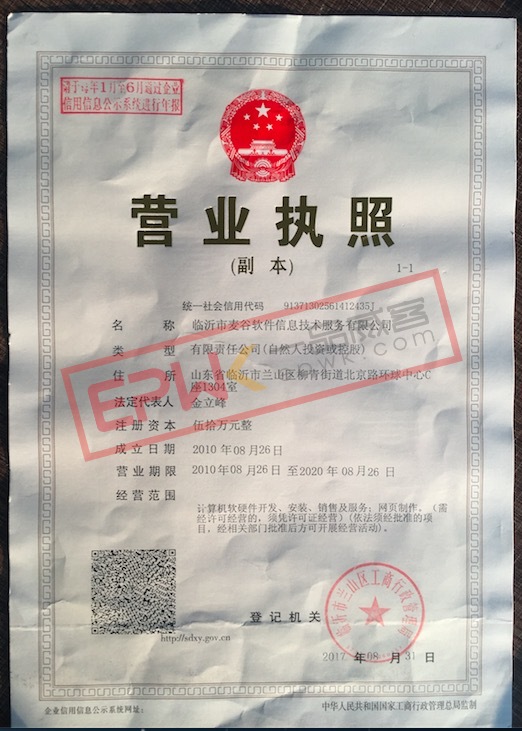 请于每年1月至6月通过企业
信用信息公示系统进行年报
营业执照
(副 本)
1-1
统一社会信用代码 91371302561412435J
名 称 临沂市麦谷软件信息技术服务有限公司
类 型 有限责任公司(自然人投资或控股)
住 所 山东省临沂市兰山区柳青街道北京路环球中心C
座1304室
法定代表人 金立峰
注册资本 伍拾万元整
成立日期 2010年08月26日
营业期限 2010年08月26日 至2020年08月26日
经营范围
计算机软硬件开发、安装、销售及服务;网页制作。(需
经许可经营的,须凭许可证经营)(依法须经批准的项
目,经相关部门批准后方可开展经营活动)。
EPWK
一品威客
http://sdxy.gov.cn
登记机关
临沂市兰山区工商行政管理局
2017年08月31日
企业信用信息公示系统网址:
中华人民共和国国家工商行政管理总局监制